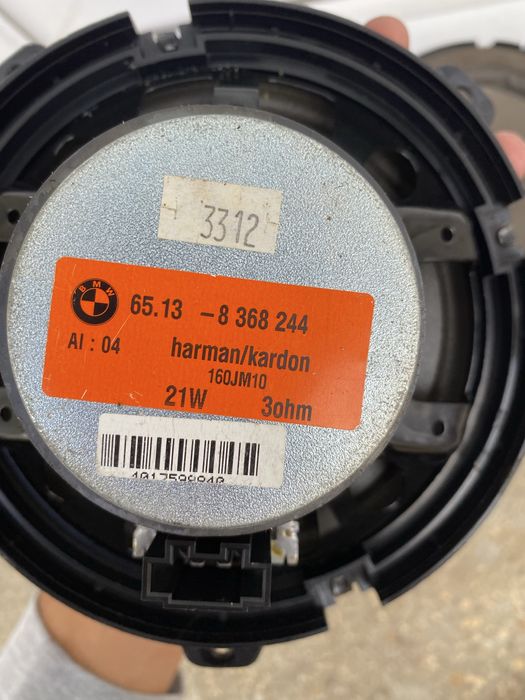 3312
BMW
65.13 - 8 368 244
AI : 04
harman/kardon
160JM10
21W 3ohm